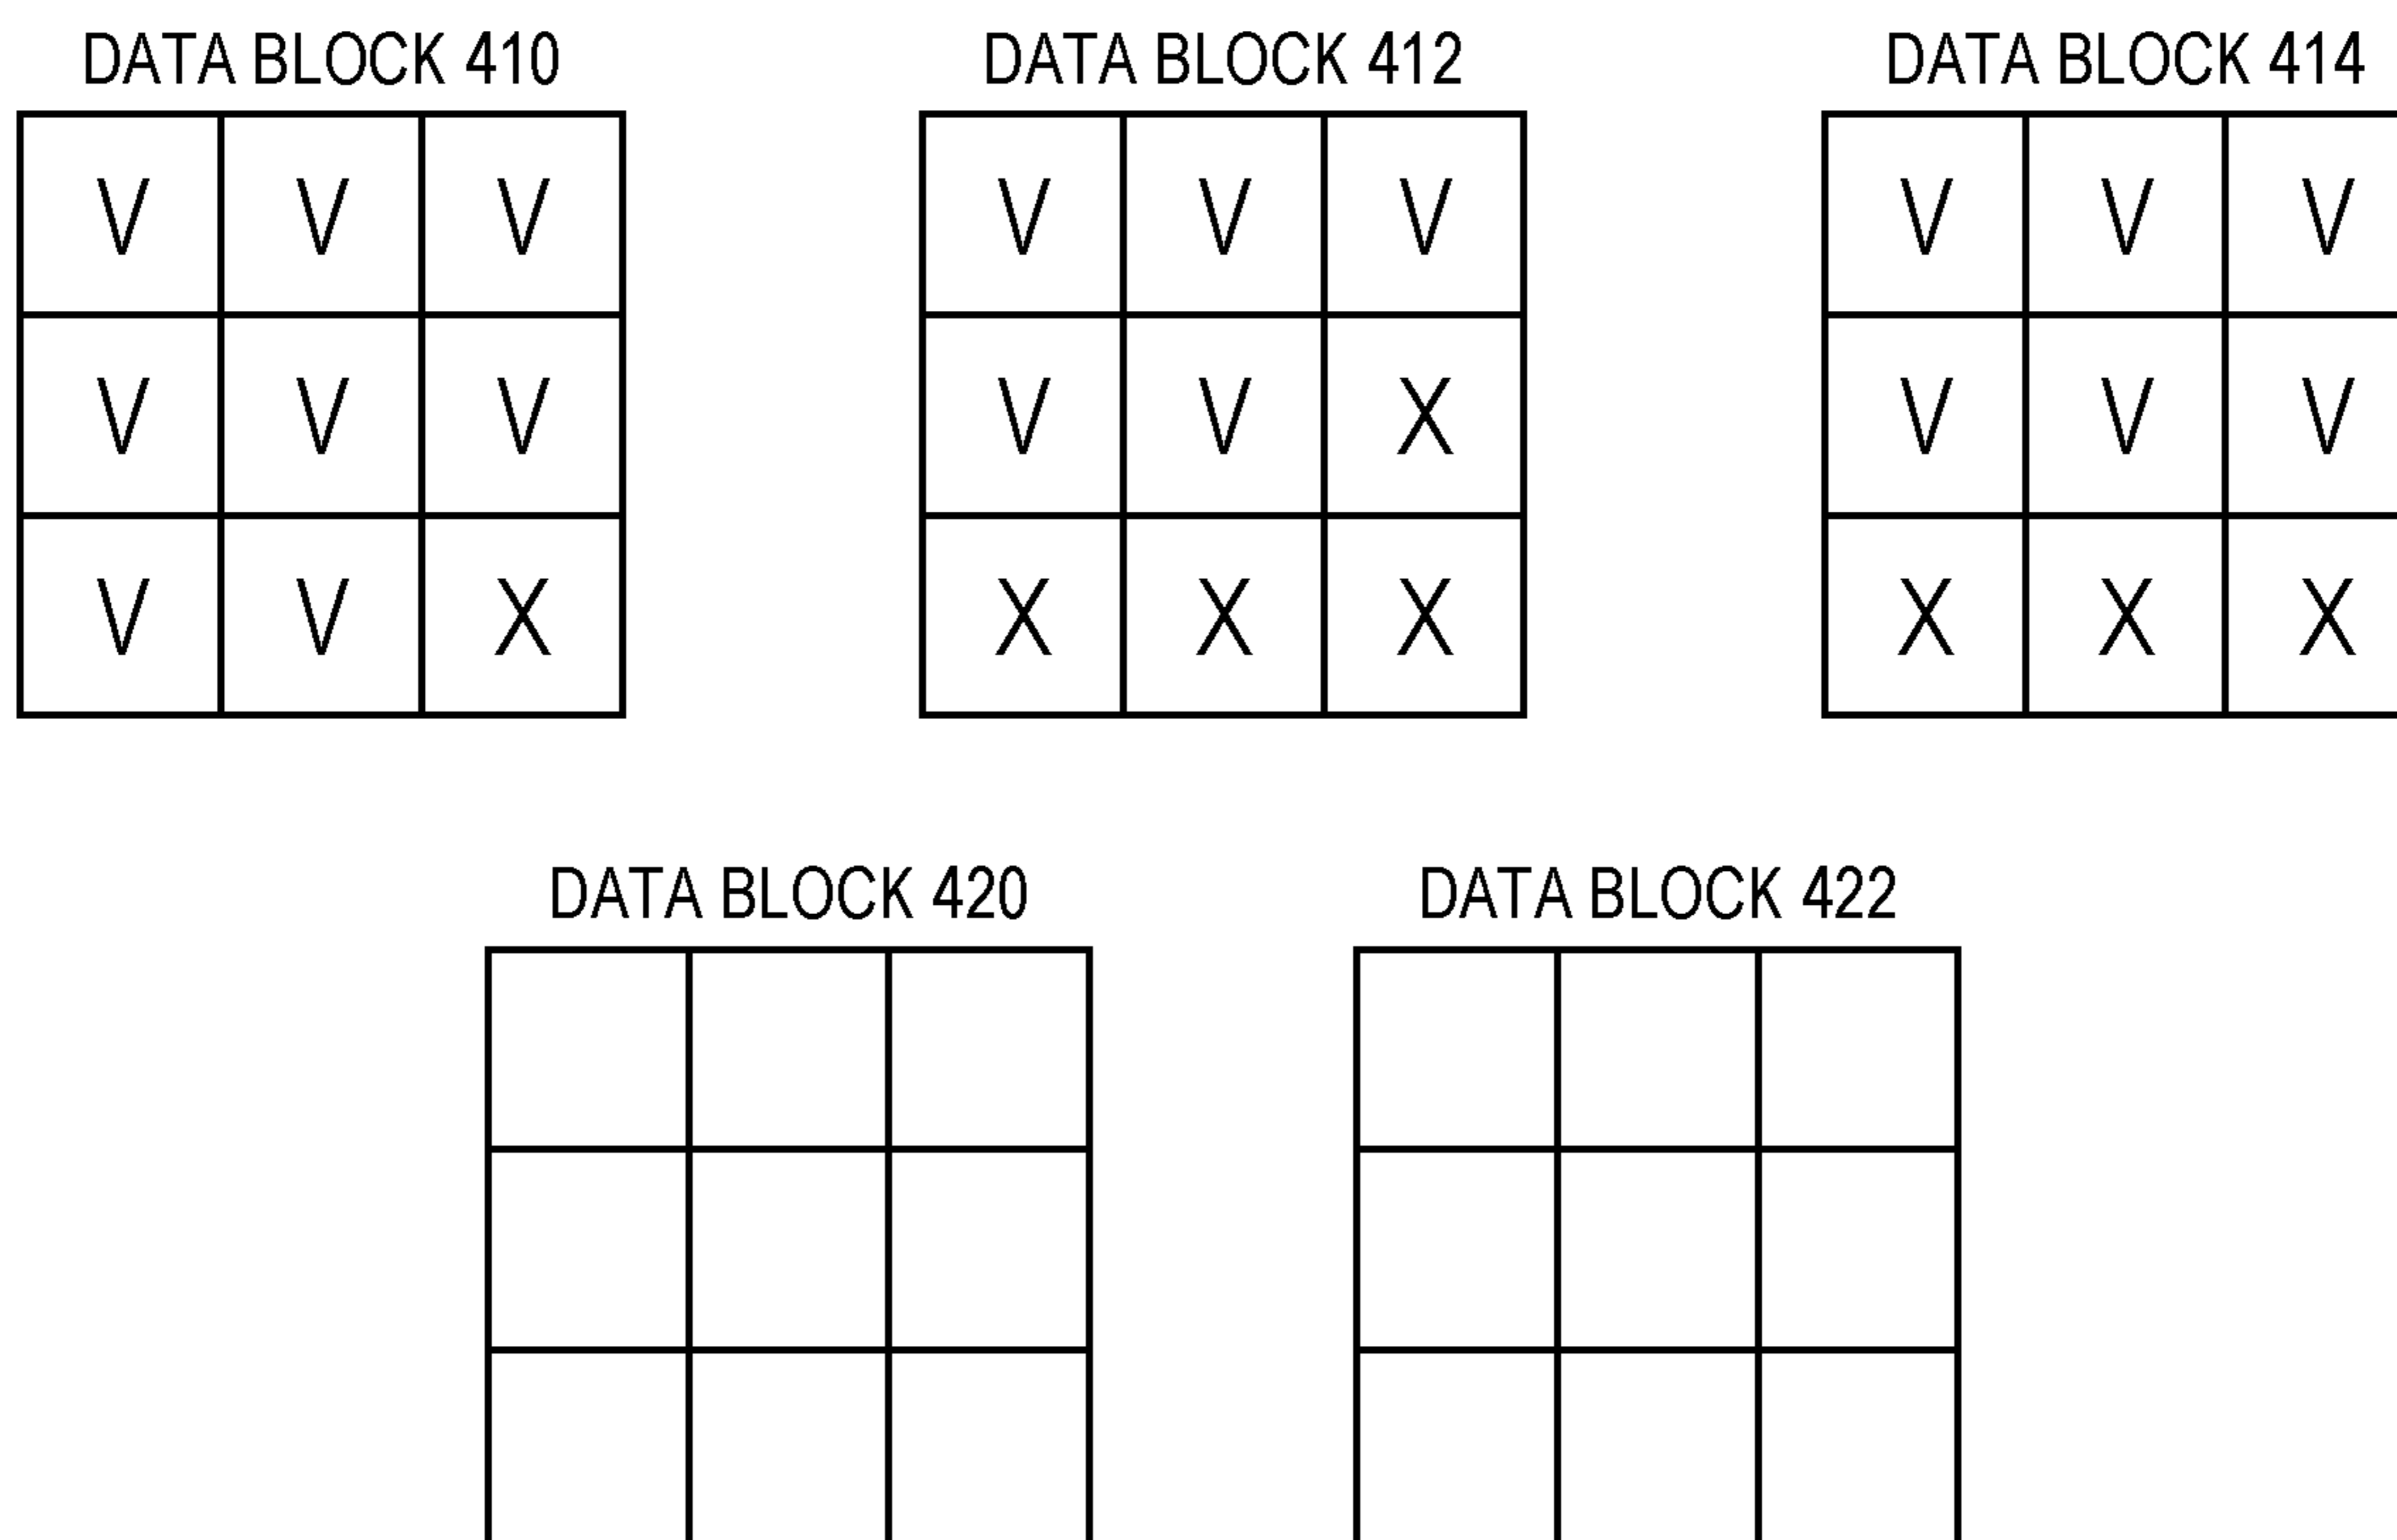 DATA BLOCK 410 DATA BLOCK 412 DATA BLOCK 414
V V V V V V V V V
V V V V V X V V V
V V X X X X X X X
DATA BLOCK 420 DATA BLOCK 422